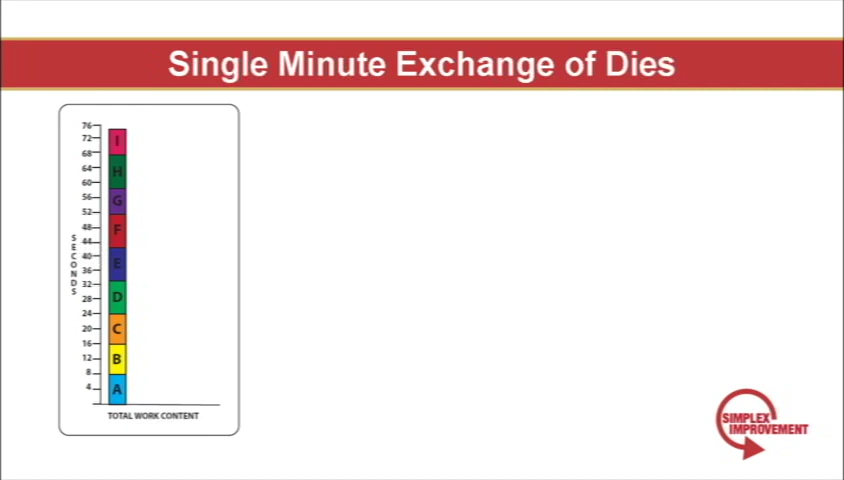 Single Minute Exchange of Dies
76
72
68
64
60
56
52
48
44
40
36
32
28
24
20
16
12
8
4
SECONDS
I
H
G
F
E
D
C
B
A
TOTAL WORK CONTENT
SIMPLEX
IMPROVEMENT